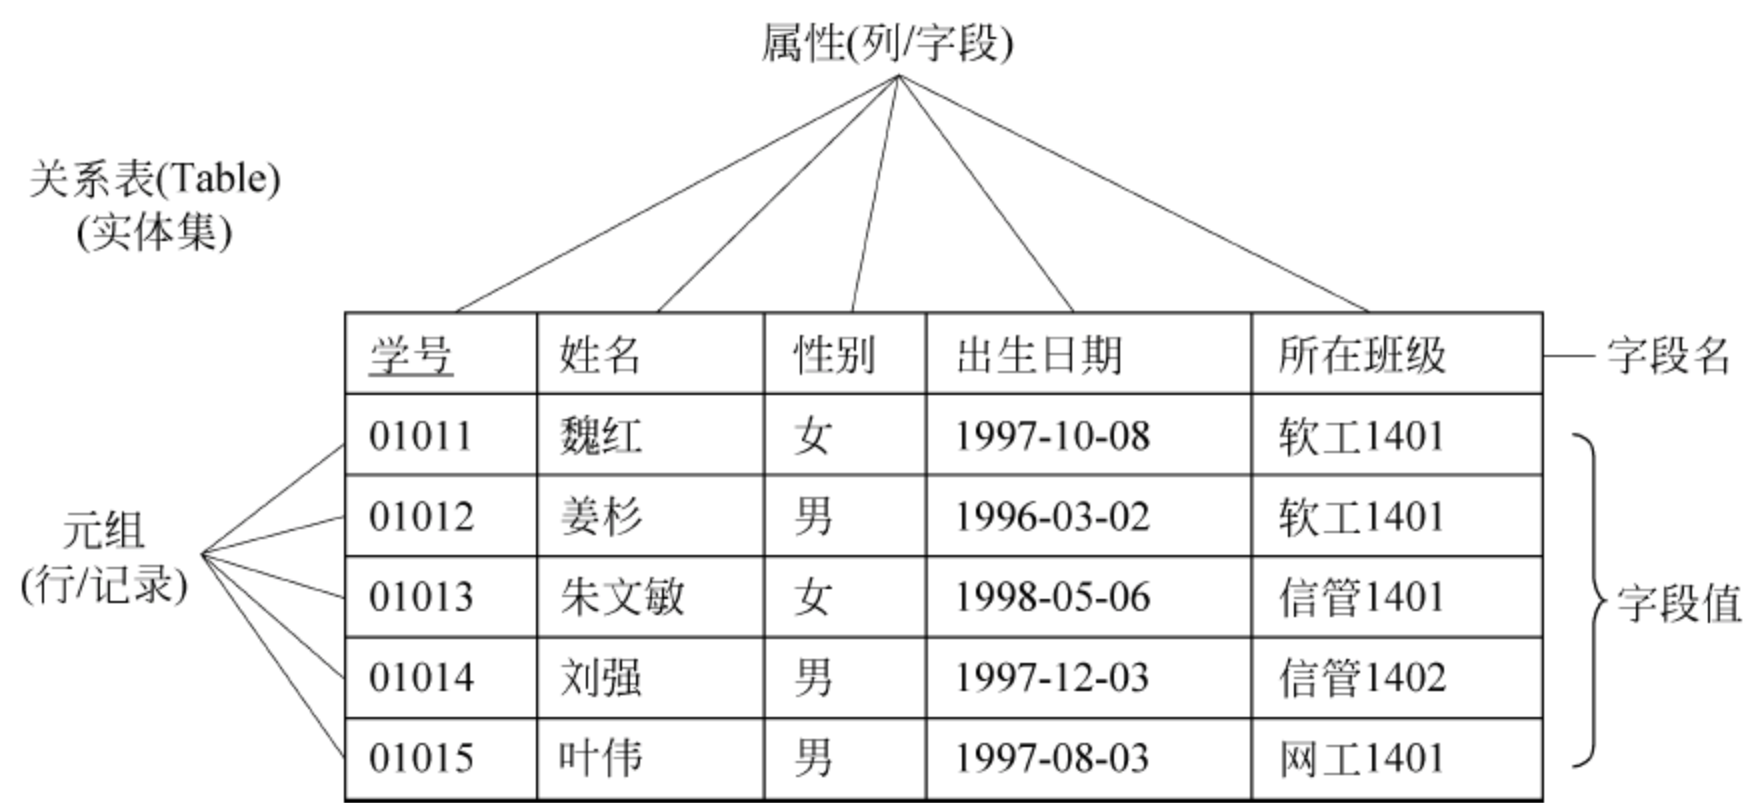 属性(列/字段)
关系表(Table)
(实体集)
学号 姓名 性别 出生日期 所在班级 字段名
01011 魏红 女 1997-10-08 软工1401
01012 姜杉 男 1996-03-02 软工1401
元组
(行/记录)
01013 朱文敏 女 1998-05-06 信管1401
字段值
01014 刘强 男 1997-12-03 信管1402
01015 叶伟 男 1997-08-03 网工1401